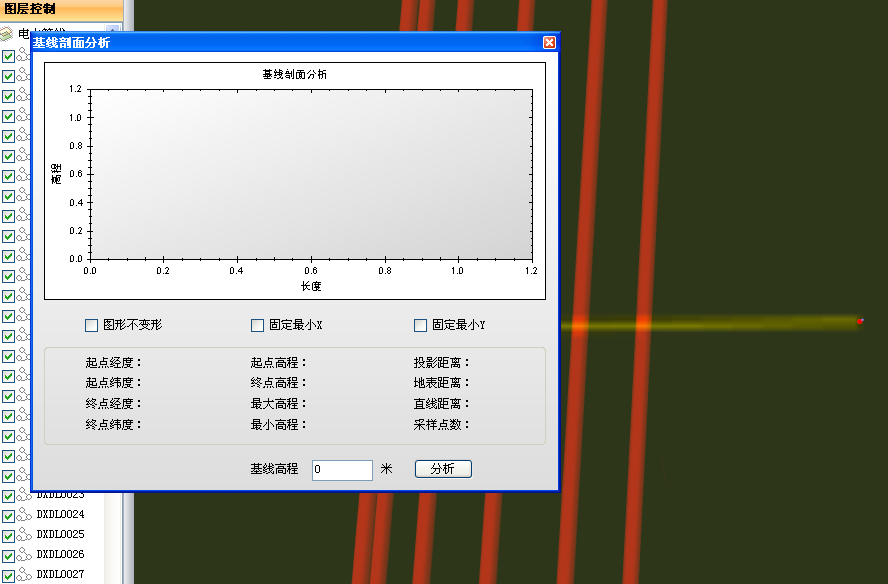 图层控制
基线剖面分析
基线剖面分析
高程
1.2
1.0
0.8
0.6
0.4
0.2
0.0
0.0 0.2 0.4 0.6 0.8 1.0 1.2
长度
图形不变形 固定最小X 固定最小Y
起点经度： 起点高程： 投影距离：
起点纬度： 终点高程： 地表距离：
终点经度： 最大高程： 直线距离：
终点纬度： 最小高程： 采样点数：
基线高程 0 米 分析
DXDL0023
DXDL0024
DXDL0025
DXDL0026
DXDL0027